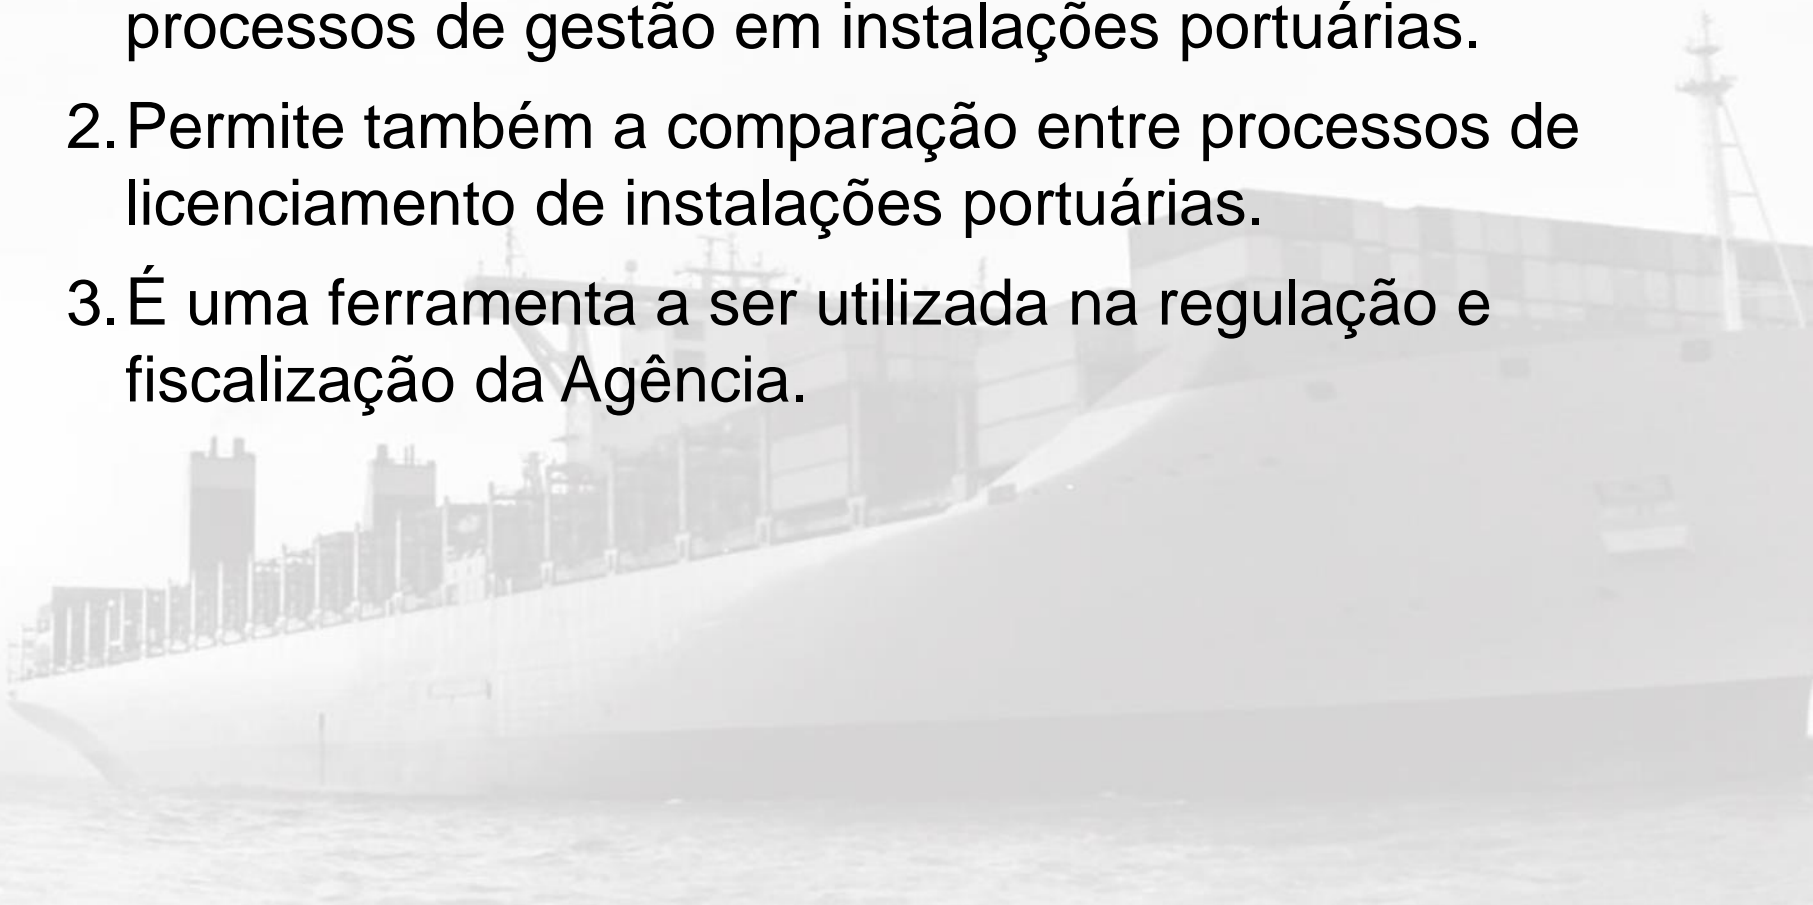 processos de gestão em instalações portuárias.
2. Permite também a comparação entre processos de
licenciamento de instalações portuárias.
3. É uma ferramenta a ser utilizada na regulação e
fiscalização da Agência.